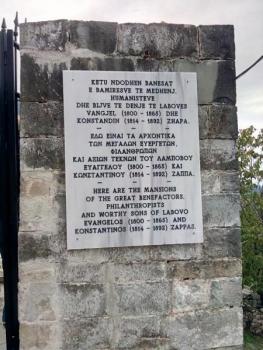 KETU NDODHEN BANESAT
E BAMIRESVE TE MEDHENJ,
HUMANISTEVE
DHE BIJVE TE DENJE TE LABOVES
VANGJEL (1800 - 1865) DHE
KONSTANDIN (1814 - 1892) ZHAPA.
- - -
ΕΔΩ ΕΙΝΑΙ ΤΑ ΑΡΧΟΝΤΙΚΑ
ΤΩΝ ΜΕΓΑΛΩΝ ΕΥΕΡΓΕΤΩΝ,
ΦΙΛΑΝΘΡΩΠΩΝ
ΚΑΙ ΑΞΙΩΝ ΤΕΚΝΩΝ ΤΟΥ ΛΑΜΠΟΒΟΥ
ΕΥΑΓΓΕΛΟΥ (1800 - 1865) ΚΑΙ
ΚΩΝΣΤΑΝΤΙΝΟΥ (1814 - 1892) ΖΑΠΠΑ.
- - -
HERE ARE THE MANSIONS
OF THE GREAT BENEFACTORS,
PHILANTHROPISTS
AND WORTHY SONS OF LABOVO
EVANGELOS (1800 - 1865) AND
KONSTANTINOS (1814 - 1892) ZAPPAS.